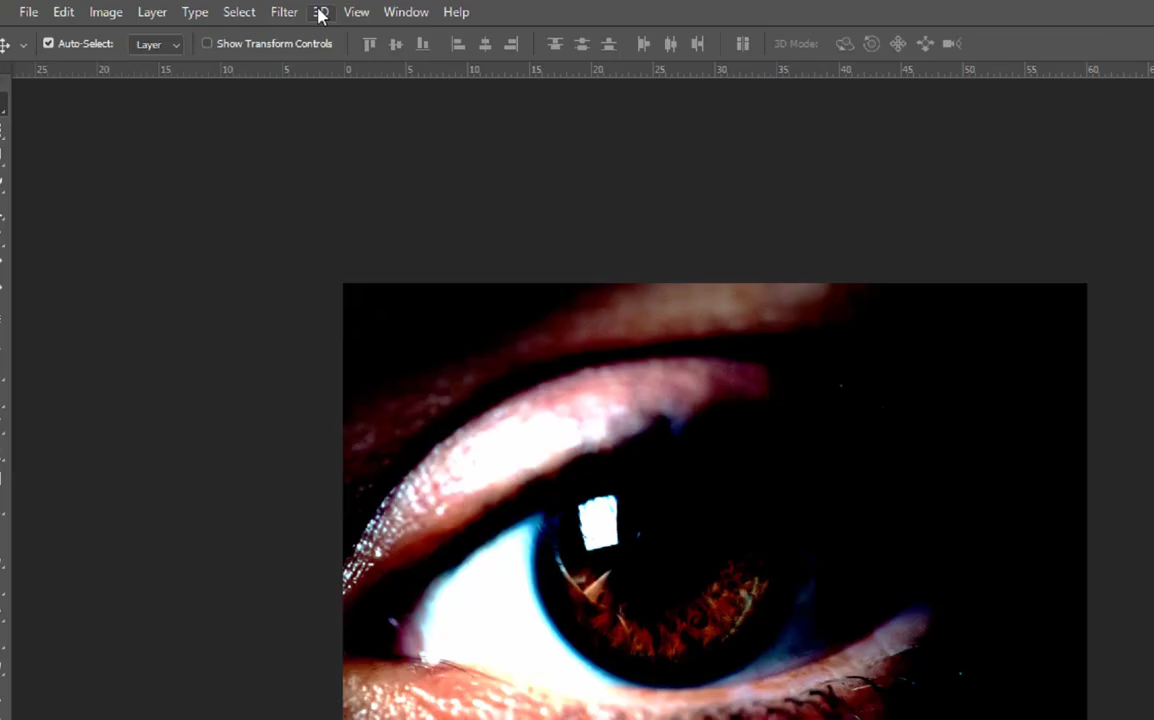 File Edit Image Layer Type Select Filter 3D View Window Help
Auto-Select: Layer Show Transform Controls 3D Mode:
25 20 15 10 5 0 5 10 15 20 25 30 35 40 45 50 55 60